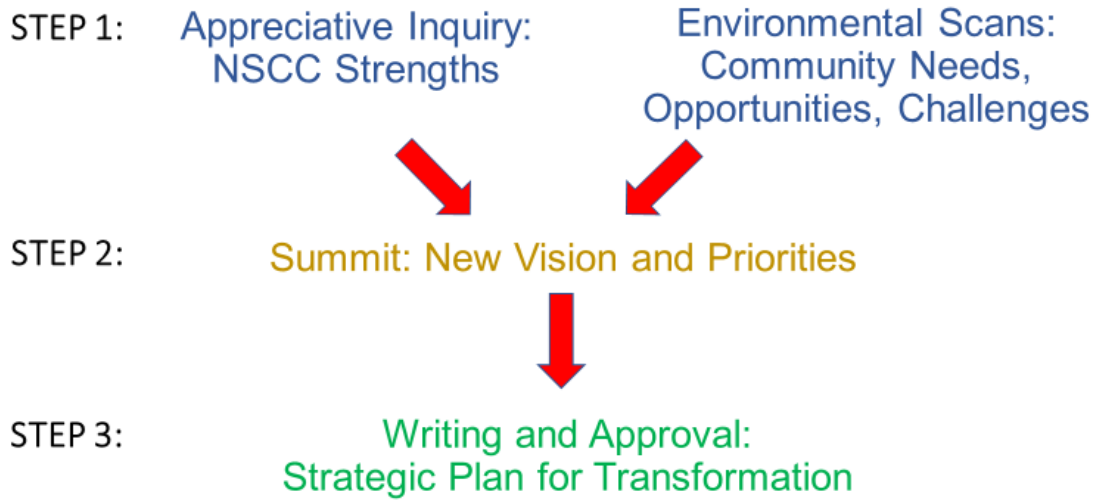 STEP 1:
Appreciative Inquiry:
NSCC Strengths
Environmental Scans:
Community Needs,
Opportunities, Challenges
STEP 2:
Summit: New Vision and Priorities
STEP 3:
Writing and Approval:
Strategic Plan for Transformation